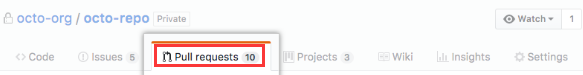 octo-org / octo-repo Private Watch 1
Code Issues 5 Pull requests 10 Projects 3 Wiki Insights Settings